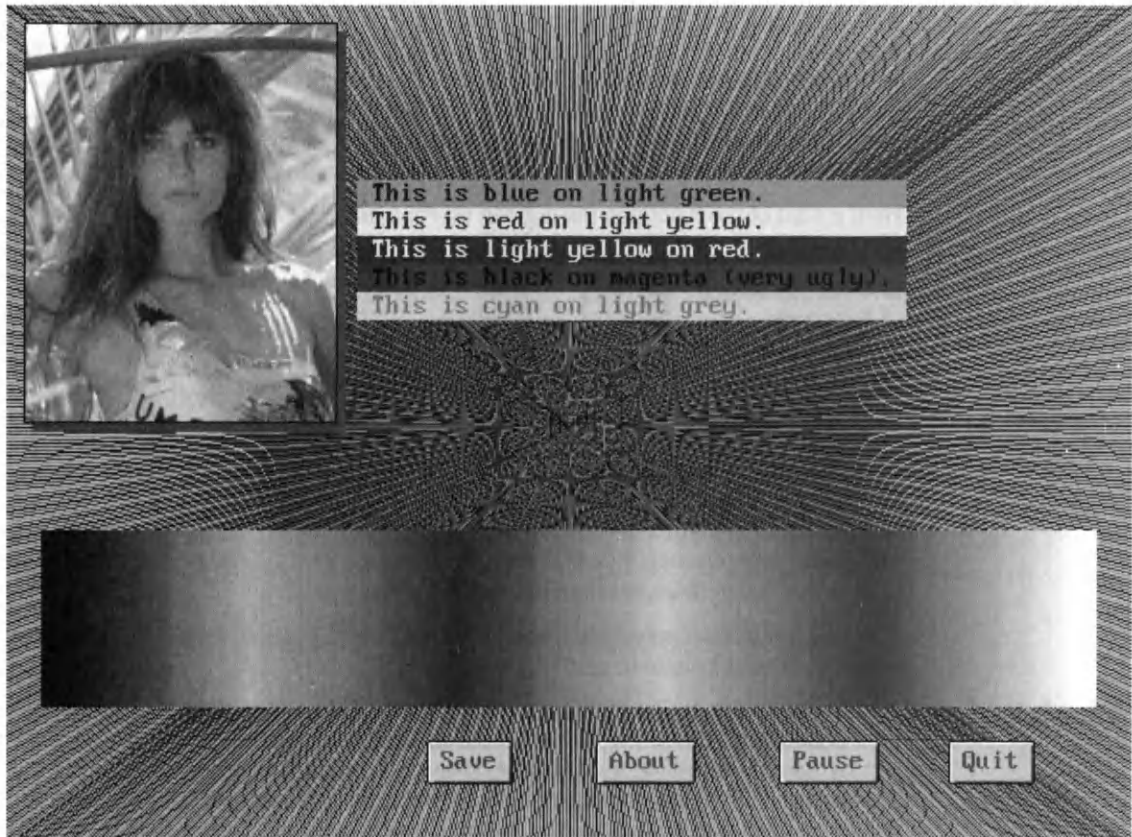 This is blue on light green.
This is red on light yellow.
This is light yellow on red.
This is black on magenta (very ugly).
This is cyan on light grey.
Save About Pause Quit